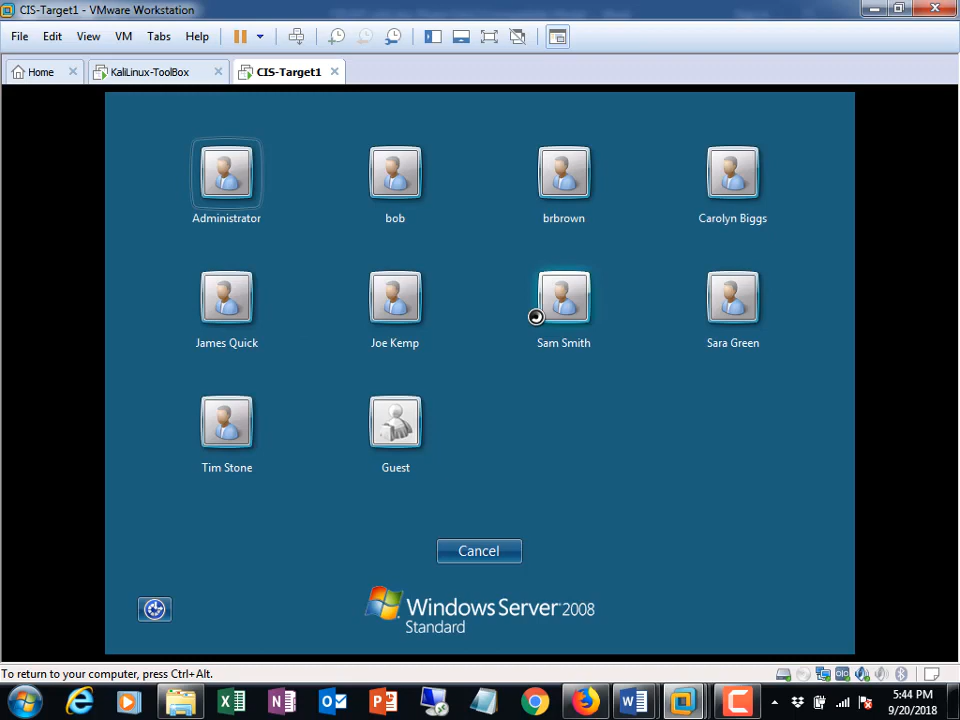 CIS-Target1 - VMware Workstation
File Edit View VM Tabs Help
Home KaliLinux-ToolBox CIS-Target1
Administrator bob brbrown Carolyn Biggs
James Quick Joe Kemp Sam Smith Sara Green
Tim Stone Guest
Cancel
Windows Server 2008
Standard
To return to your computer, press Ctrl+Alt.
5:44 PM
9/20/2018